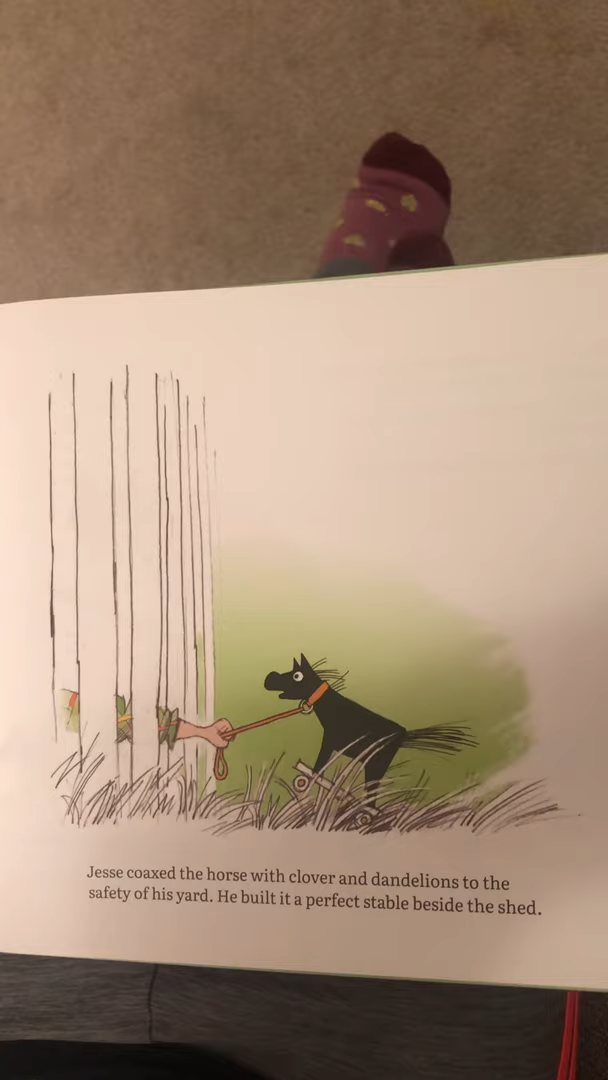 Jesse coaxed the horse with clover and dandelions to the
safety of his yard. He built it a perfect stable beside the shed.